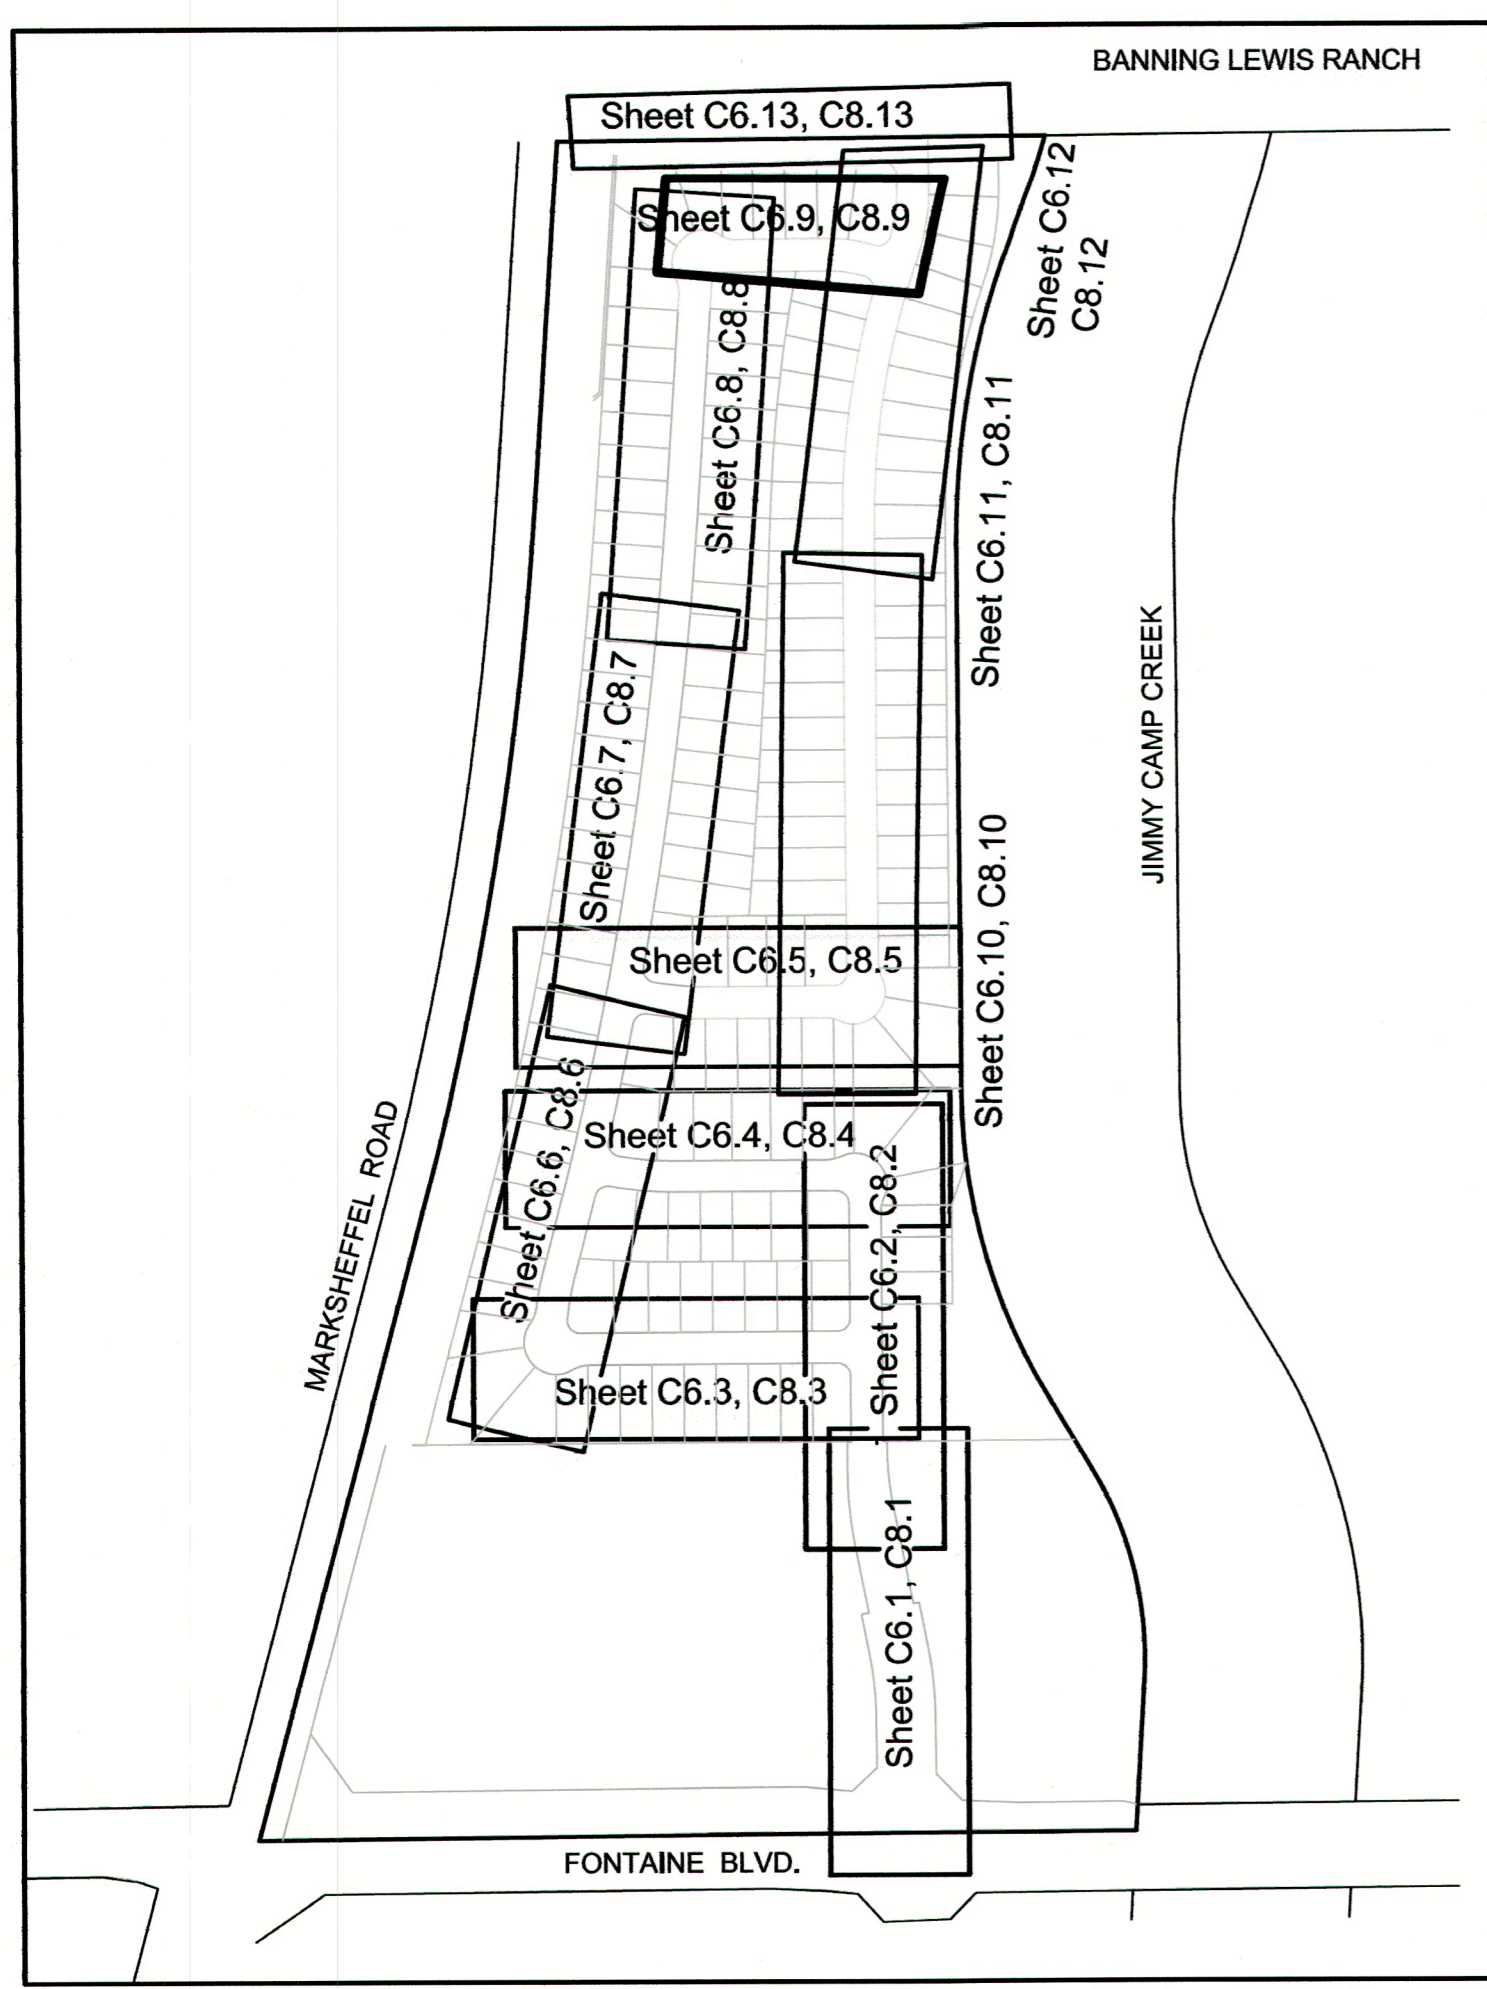 BANNING LEWIS RANCH
Sheet C6.13, C8.13
Sheet C6.12
C8.12
Sheet C6.9, C8.9
Sheet C6.8, C8.8
Sheet C6.11, C8.11
Sheet C6.7, C8.7
JIMMY CAMP CREEK
Sheet C6.10, C8.10
Sheet C6.5, C8.5
Sheet C6.6, C8.6
Sheet C6.4, C8.4
MARKSHEFFEL ROAD
Sheet C6.2, C8.2
Sheet C6.3, C8.3
Sheet C6.1, C8.1
FONTAINE BLVD.